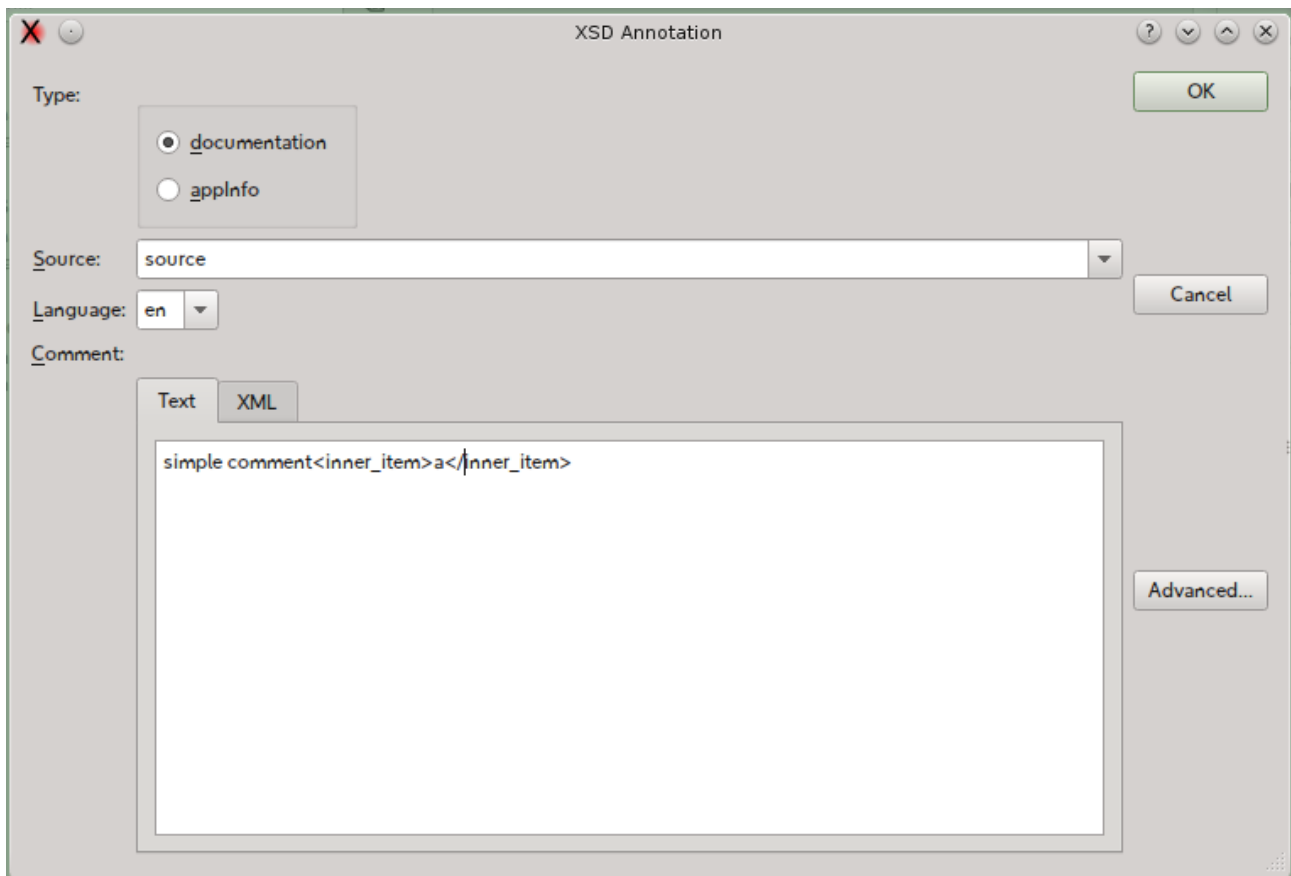 XSD Annotation
Type:
OK
documentation
appInfo
Source:
source
Cancel
Language:
en
Comment:
Text
XML
simple comment<inner_item>a</inner_item>
Advanced...